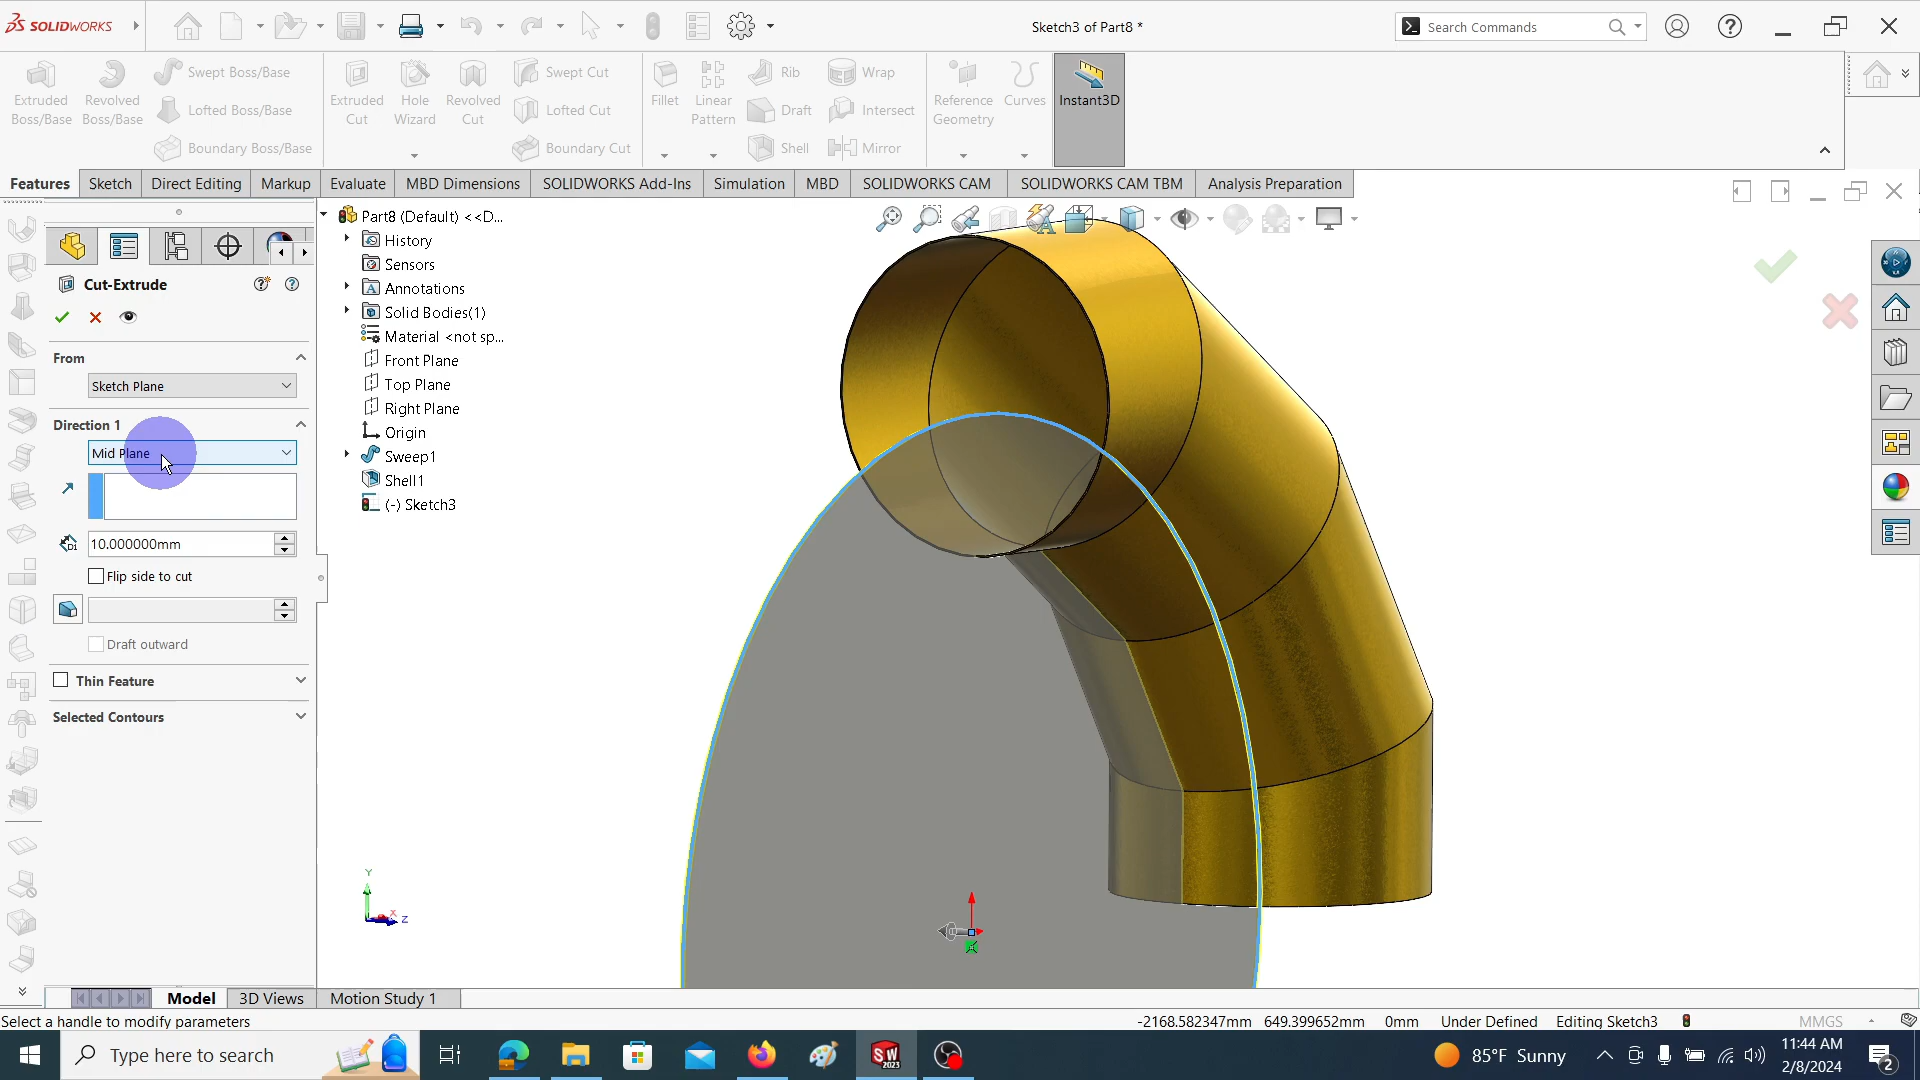 SOLIDWORKS
Sketch3 of Part8 *
Search Commands
Extruded Boss/Base
Revolved Boss/Base
Swept Boss/Base
Lofted Boss/Base
Boundary Boss/Base
Extruded Cut
Hole Wizard
Revolved Cut
Swept Cut
Lofted Cut
Boundary Cut
Fillet
Linear Pattern
Rib
Draft
Shell
Wrap
Intersect
Mirror
Reference Geometry
Curves
Instant3D
Features
Sketch
Direct Editing
Markup
Evaluate
MBD Dimensions
SOLIDWORKS Add-Ins
Simulation
MBD
SOLIDWORKS CAM
SOLIDWORKS CAM TBM
Analysis Preparation
Cut-Extrude
From
Sketch Plane
Direction 1
Mid Plane
10.000000mm
Flip side to cut
Draft outward
Thin Feature
Selected Contours
Part8 (Default) <<D...
History
Sensors
Annotations
Solid Bodies(1)
Material <not sp...
Front Plane
Top Plane
Right Plane
Origin
Sweep1
Shell1
(-) Sketch3
Y
X
Z
Model
3D Views
Motion Study 1
Select a handle to modify parameters
-2168.582347mm 649.399652mm 0mm Under Defined Editing Sketch3
MMGS
Type here to search
SW
2023
85°F Sunny
11:44 AM
2/8/2024
2